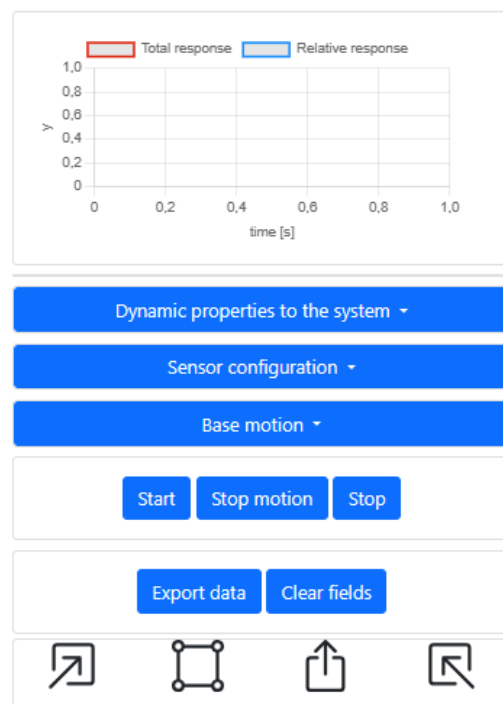 Total response Relative response
1,0
0,8
0,6
0,4
0,2
0
y
0 0,2 0,4 0,6 0,8 1,0
time [s]
Dynamic properties to the system
Sensor configuration
Base motion
Start Stop motion Stop
Export data Clear fields